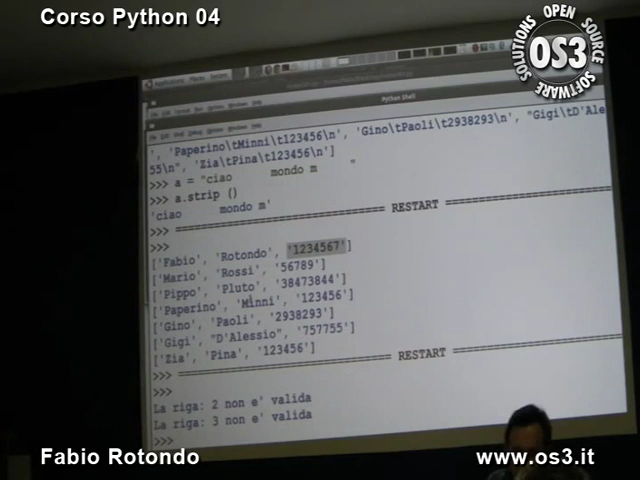 Corso Python 04
SOLUTIONS OPEN SOURCE SOFTWARE
OS3
Python Shell
', 'Paperino\tMinni\t123456\n', 'Gino\tPaoli\t2938293\n', "Gigi\tD'Ale
55\n", 'Zia\tPina\t123456\n']
>>> a = "ciao      mondo m     "
>>> a.strip ()
'ciao      mondo m'
>>> ================================ RESTART ================================
>>>
['Fabio', 'Rotondo', '1234567']
['Mario', 'Rossi', '56789']
['Pippo', 'Pluto', '38473844']
['Paperino', 'Minni', '123456']
['Gino', 'Paoli', '2938293']
['Gigi', "D'Alessio", '757755']
['Zia', 'Pina', '123456']
>>> ================================ RESTART ================================
>>>
La riga: 2 non e' valida
La riga: 3 non e' valida
>>>
Fabio Rotondo
www.os3.it